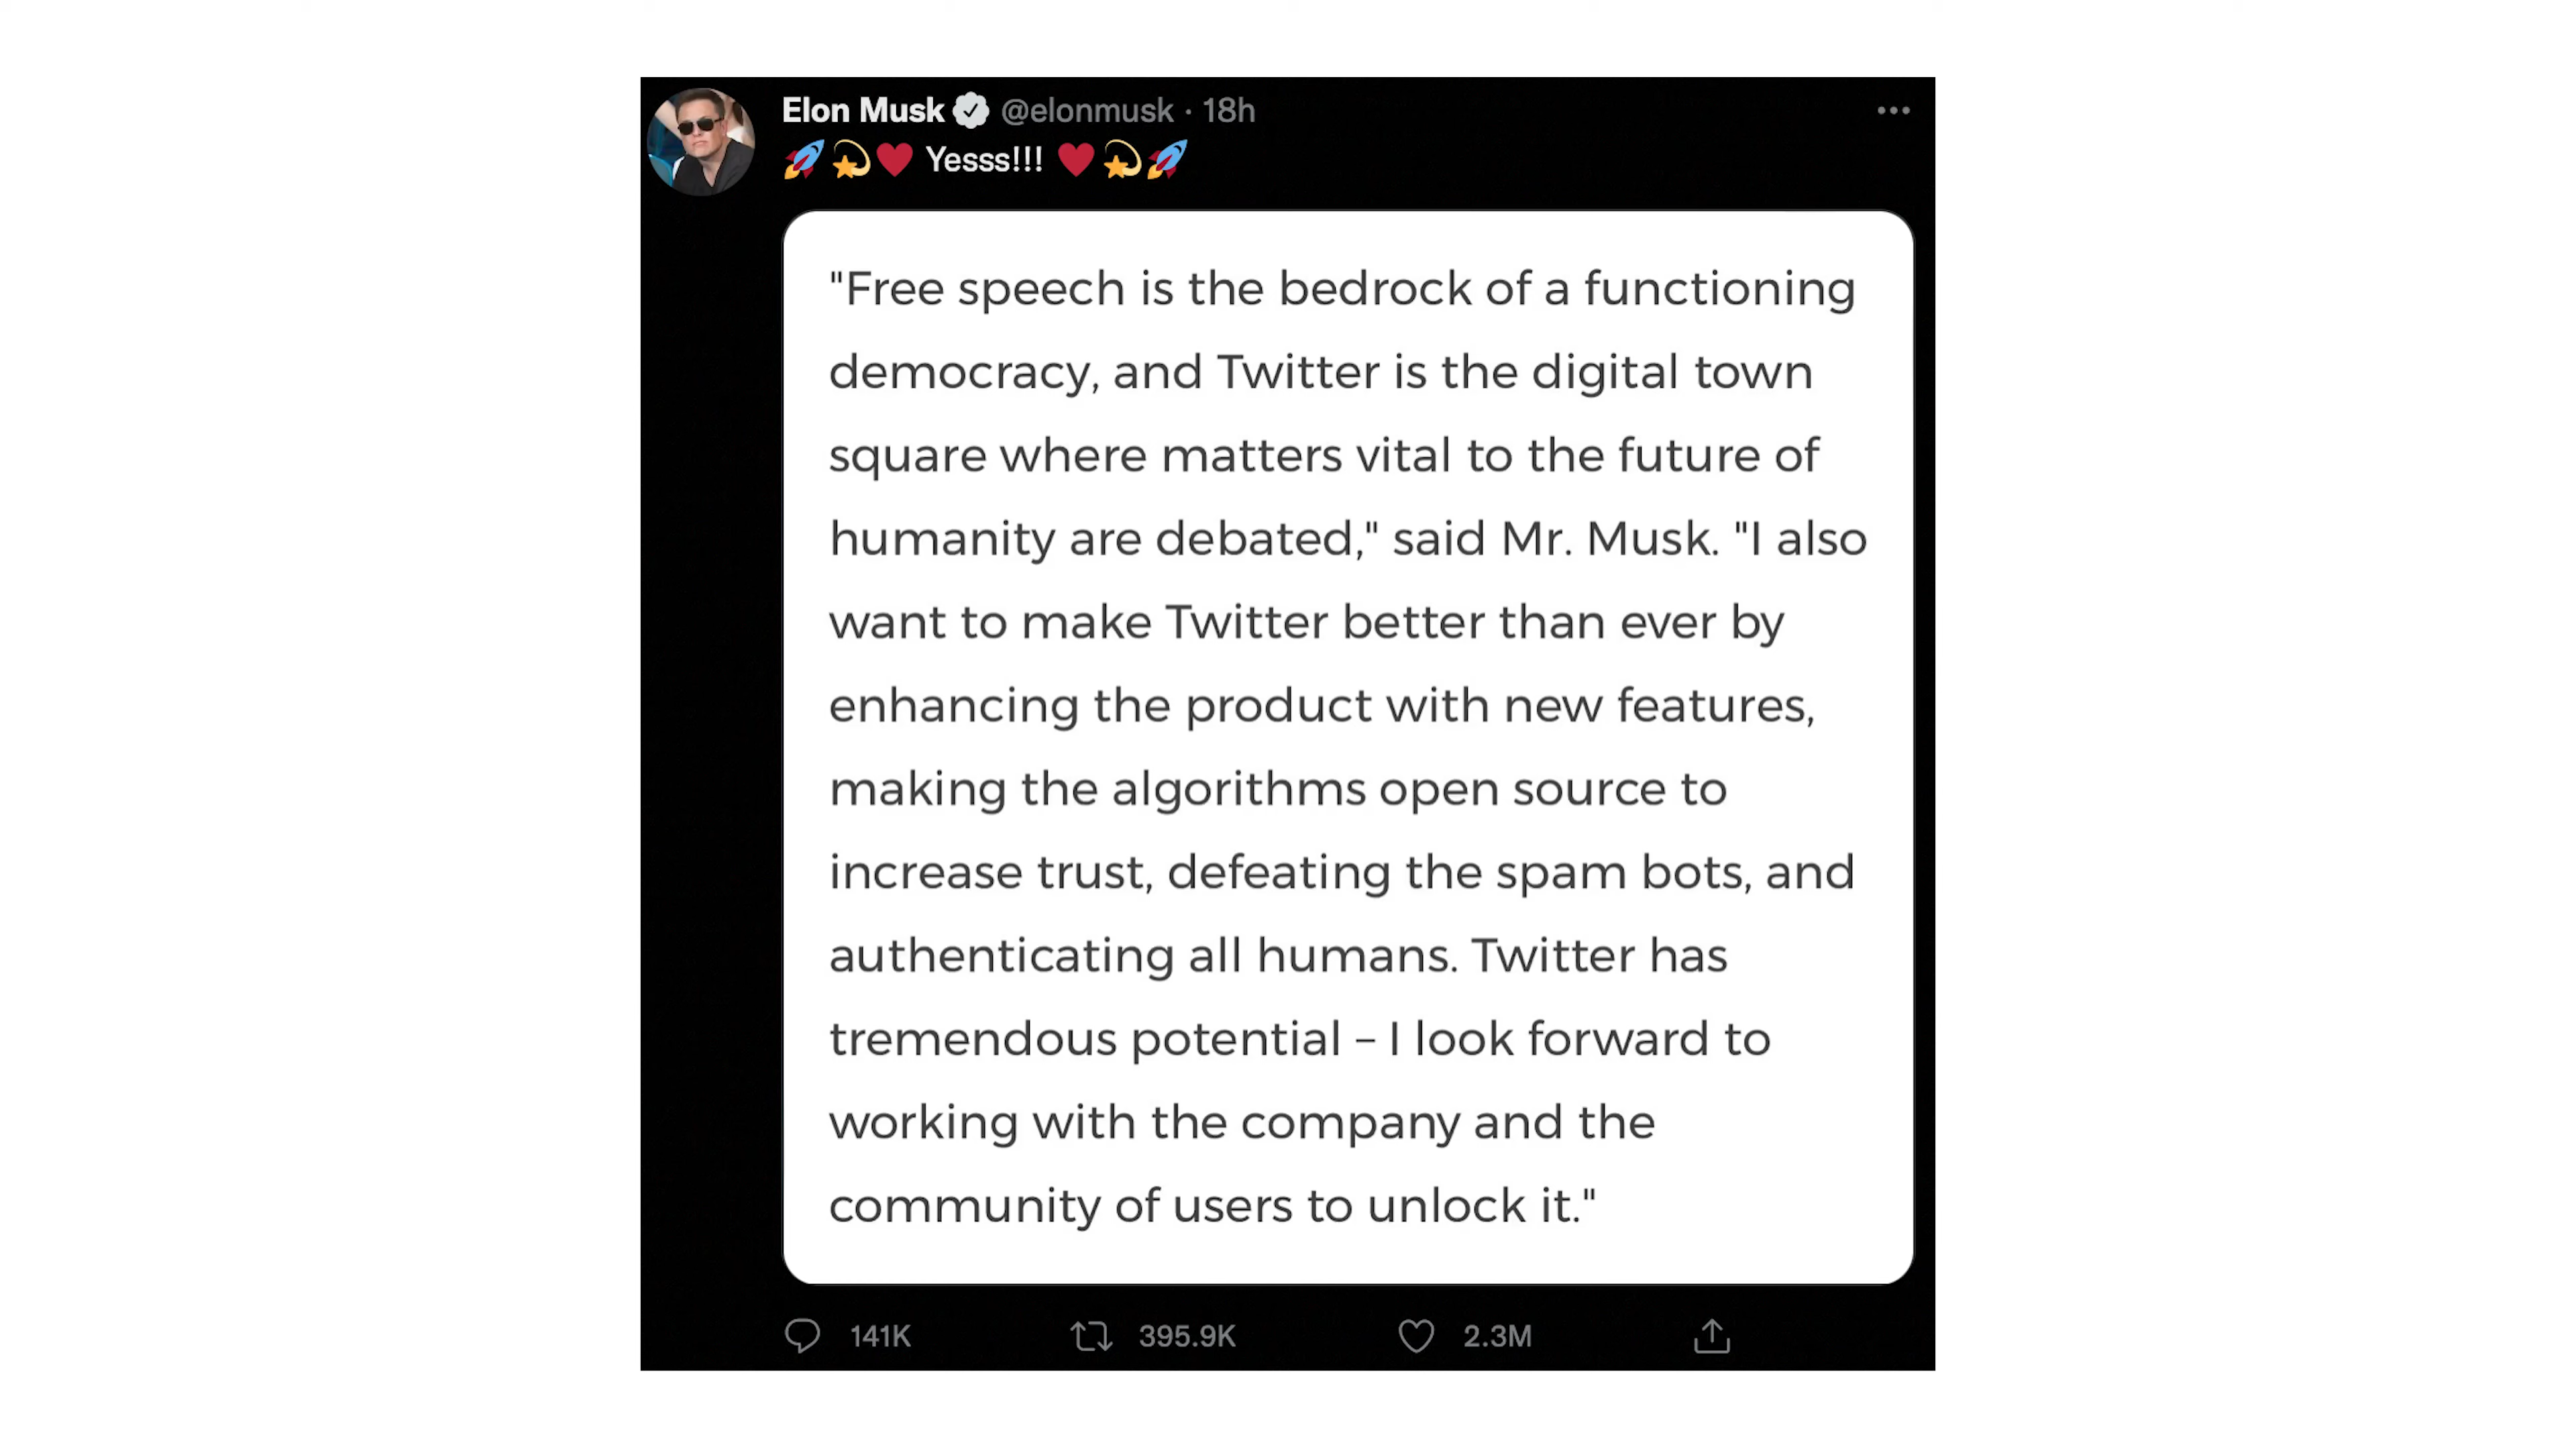 Elon Musk @elonmusk · 18h
🚀💫♥️ Yesss!!! ♥️💫🚀
"Free speech is the bedrock of a functioning
democracy, and Twitter is the digital town
square where matters vital to the future of
humanity are debated," said Mr. Musk. "I also
want to make Twitter better than ever by
enhancing the product with new features,
making the algorithms open source to
increase trust, defeating the spam bots, and
authenticating all humans. Twitter has
tremendous potential – I look forward to
working with the company and the
community of users to unlock it."
141K 395.9K 2.3M